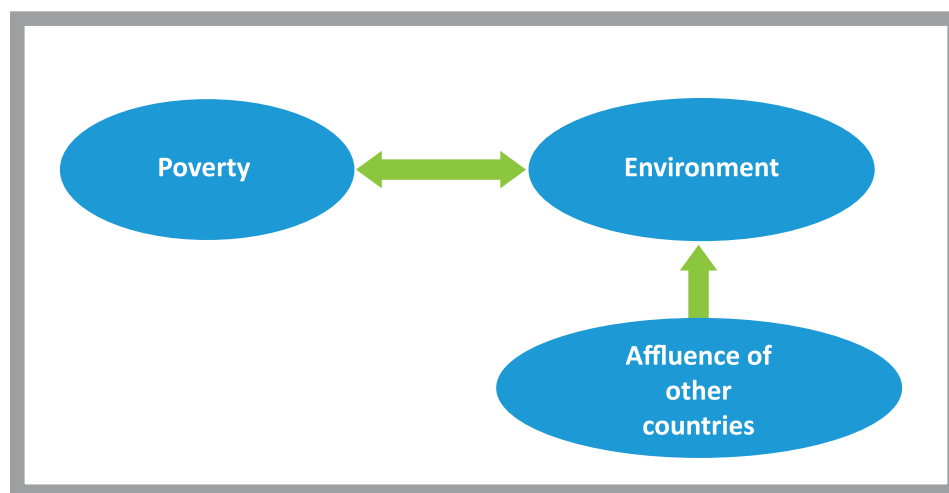 Poverty
Environment
Affluence of
other
countries